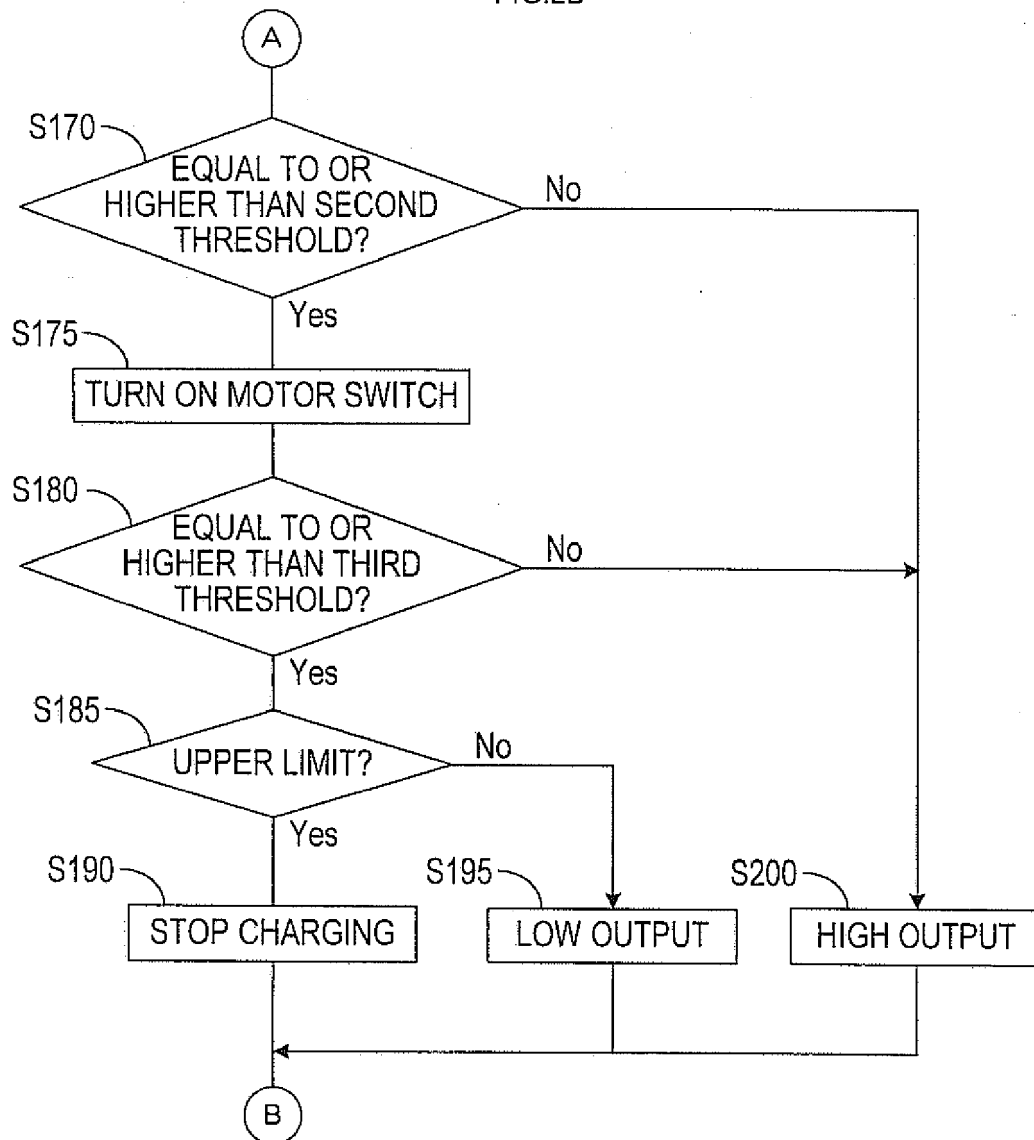 FIG.2B
A
S170
EQUAL TO OR
HIGHER THAN SECOND
THRESHOLD?
No
Yes
S175
TURN ON MOTOR SWITCH
S180
EQUAL TO OR
HIGHER THAN THIRD
THRESHOLD?
No
Yes
S185
UPPER LIMIT?
No
Yes
S190
STOP CHARGING
S195
LOW OUTPUT
S200
HIGH OUTPUT
B